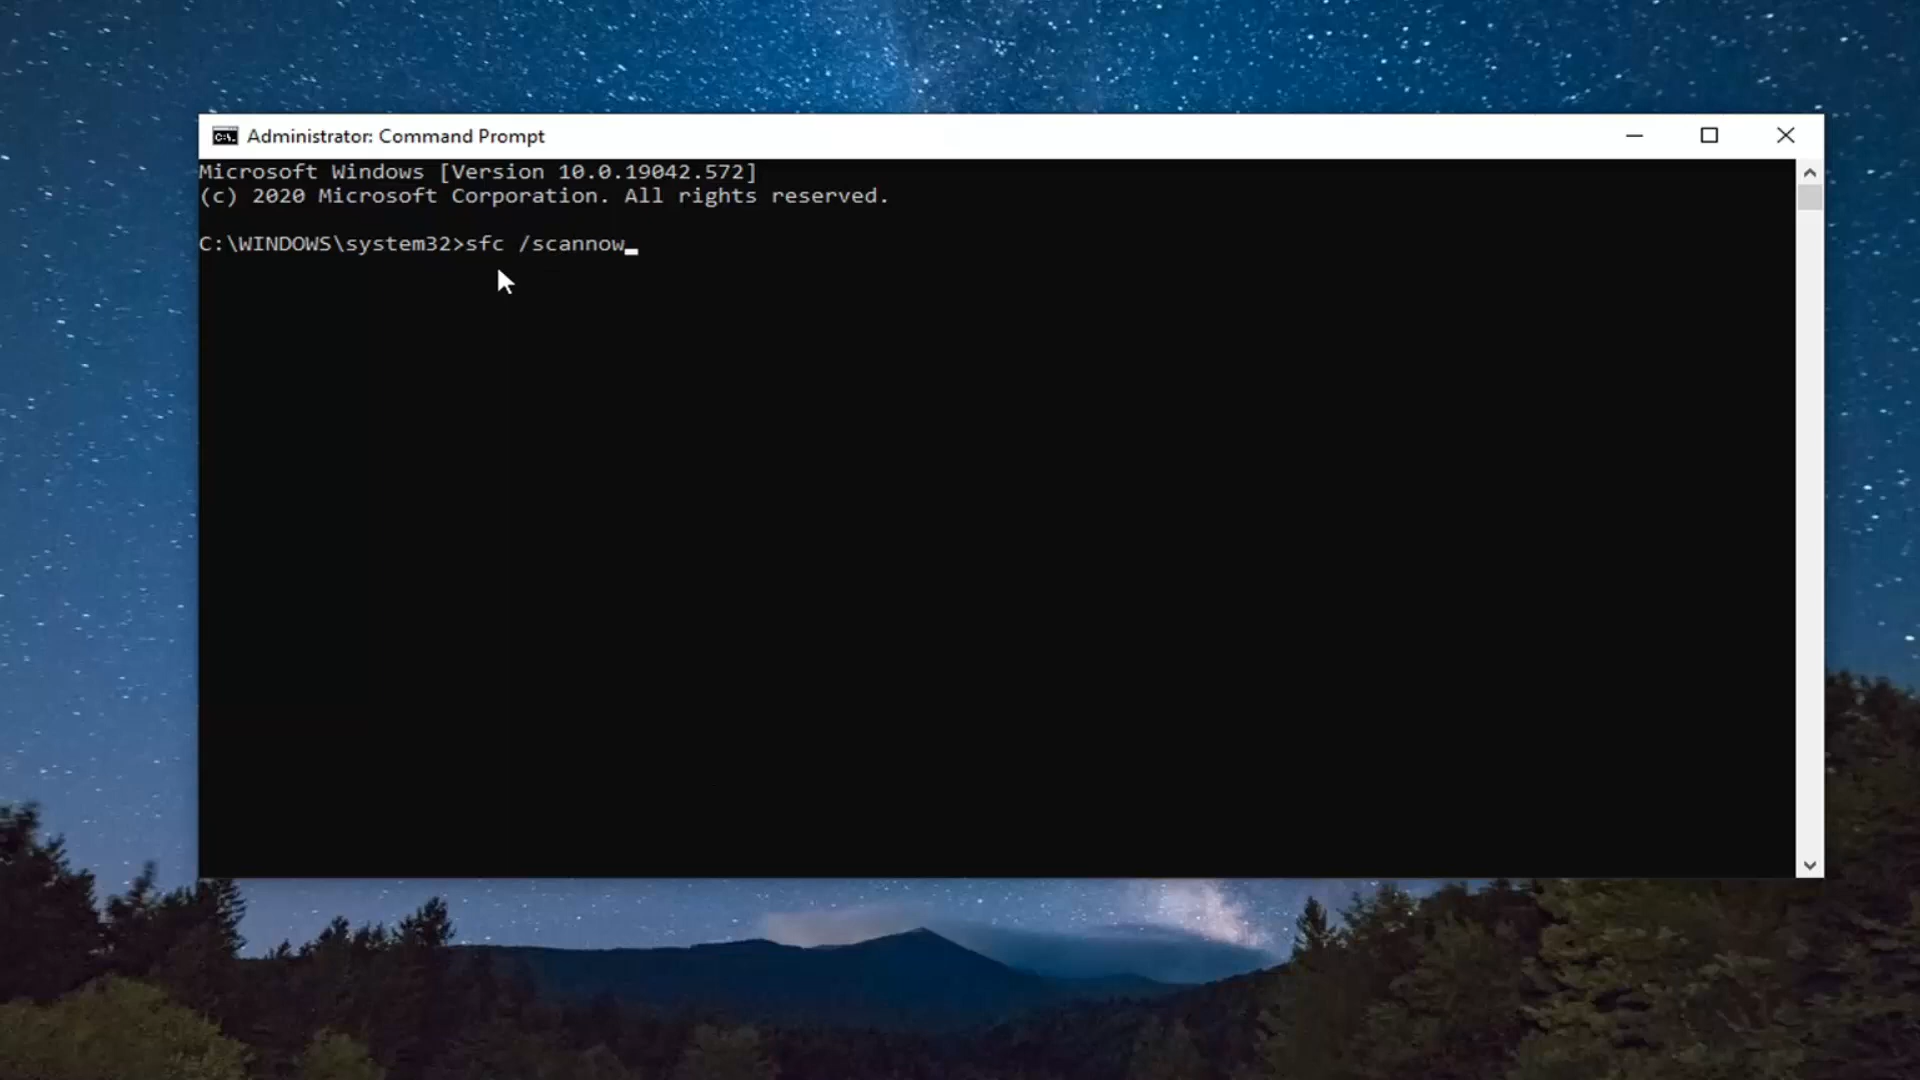 Administrator: Command Prompt
Microsoft Windows [Version 10.0.19042.572]
(c) 2020 Microsoft Corporation. All rights reserved.
C:\WINDOWS\system32>sfc /scannow